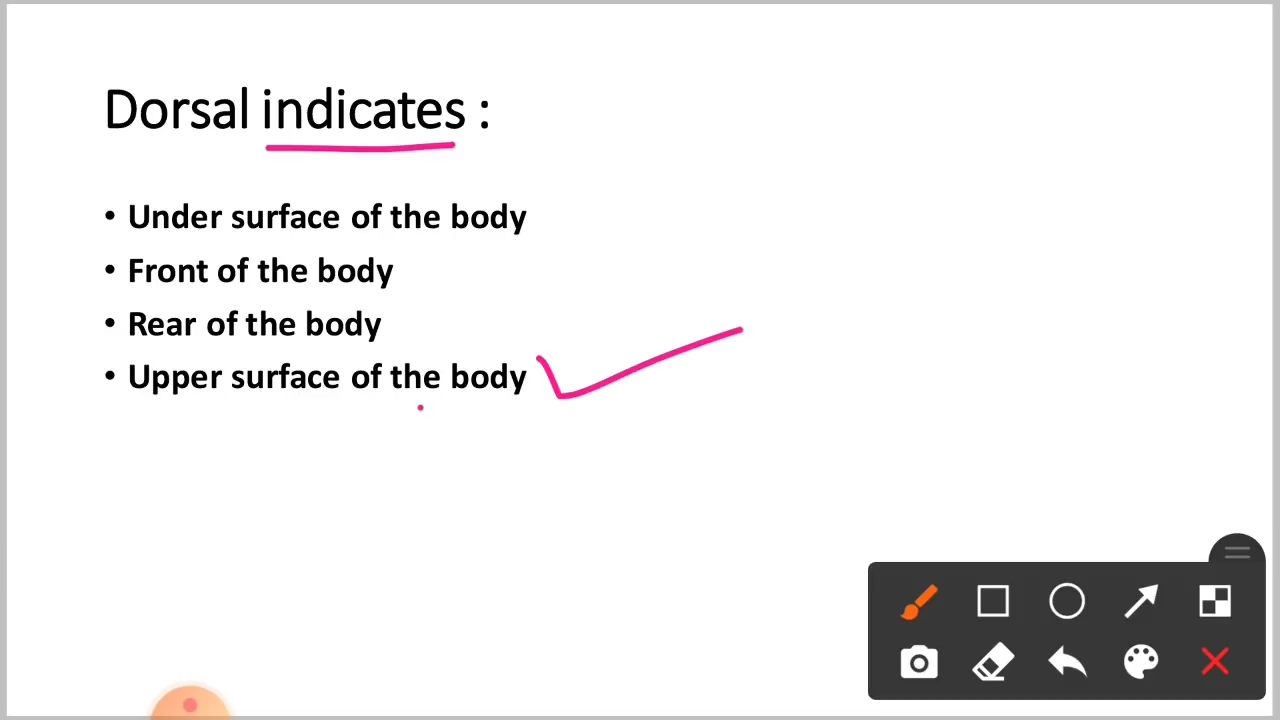 Dorsal indicates :
• Under surface of the body
• Front of the body
• Rear of the body
• Upper surface of the body